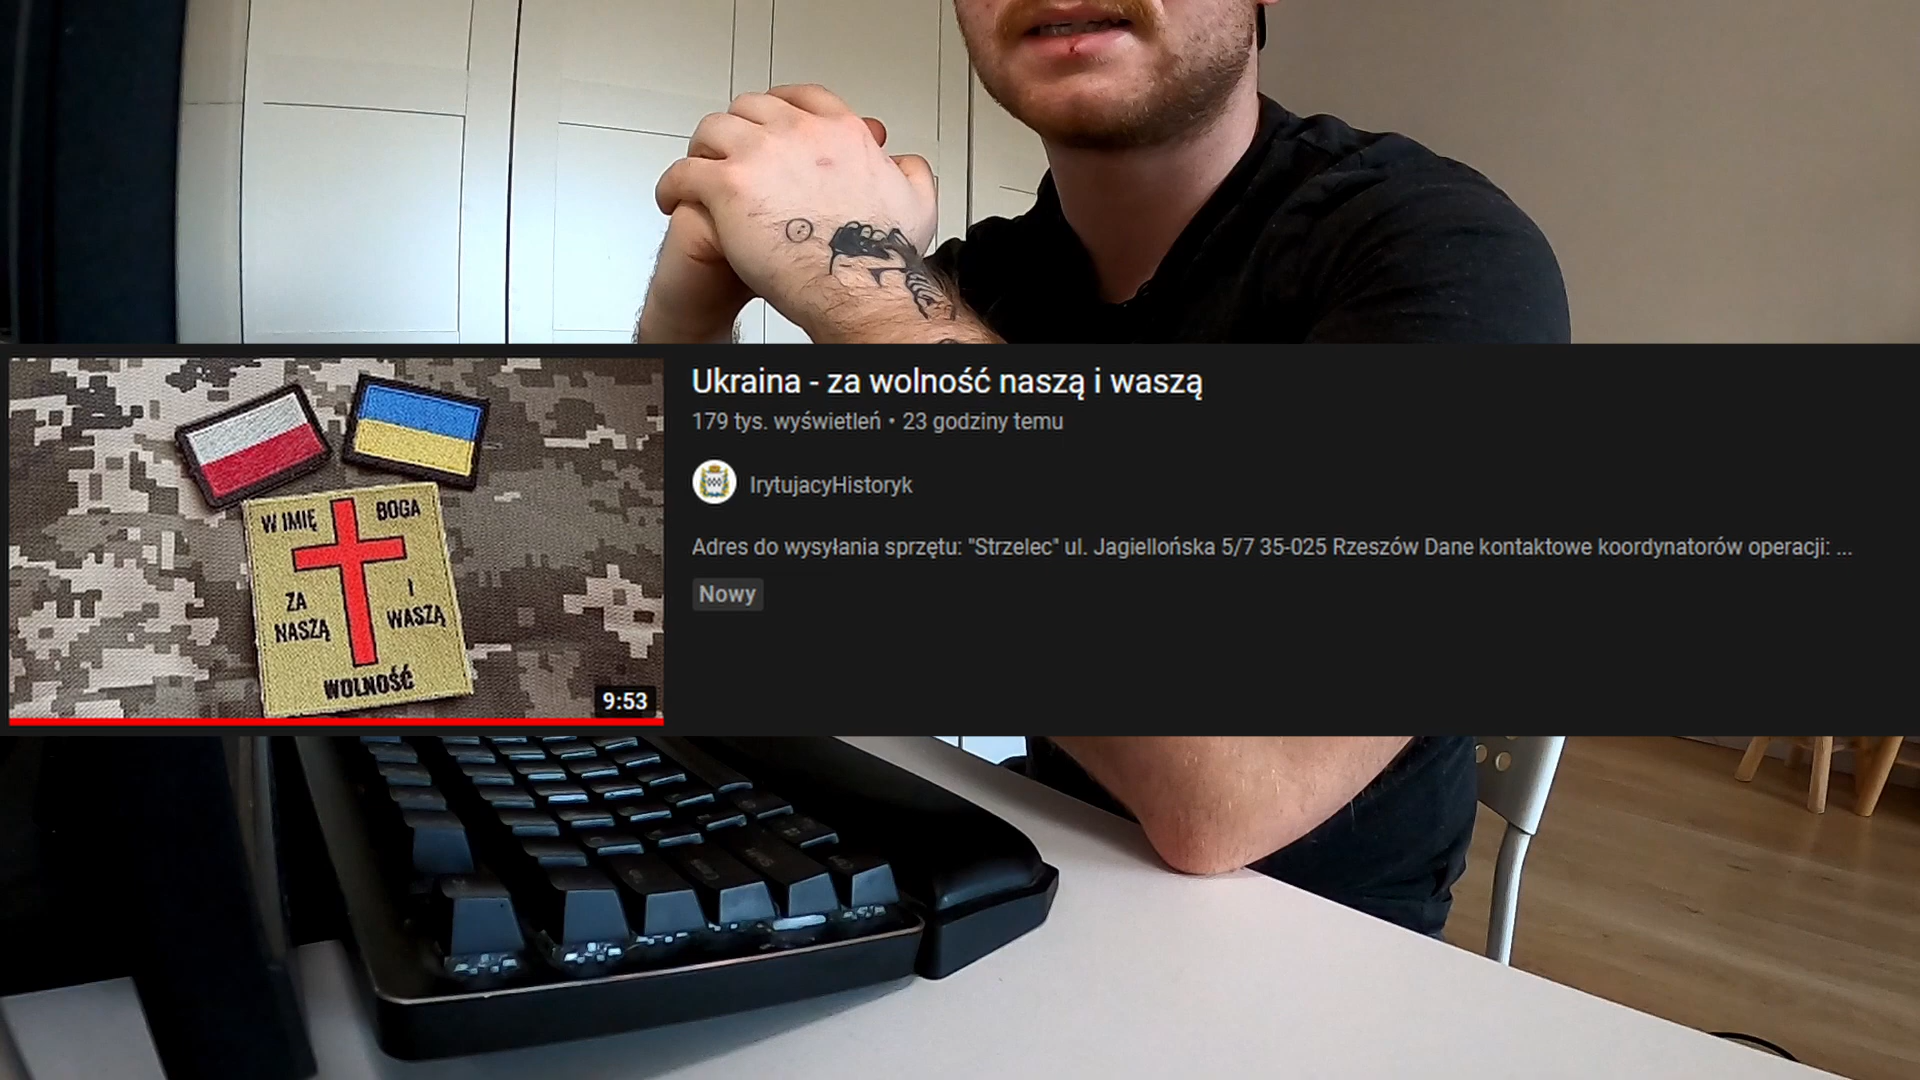 W IMIĘ BOGA
ZA NASZĄ
I WASZĄ
WOLNOŚĆ
9:53
Ukraina - za wolność naszą i waszą
179 tys. wyświetleń • 23 godziny temu
IrytujacyHistoryk
Adres do wysyłania sprzętu: "Strzelec" ul. Jagiellońska 5/7 35-025 Rzeszów Dane kontaktowe koordynatorów operacji: ...
Nowy